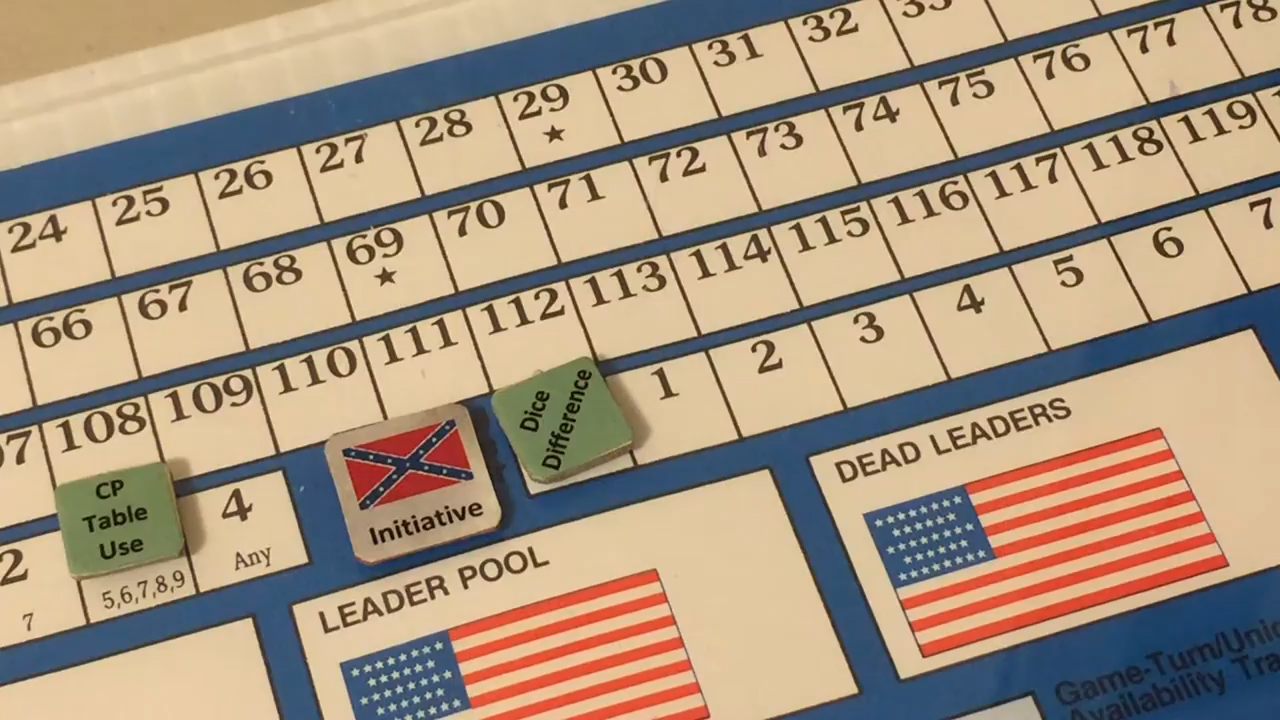 24 25 26 27 28 29 30 31 32 33
66 67 68 69 70 71 72 73 74 75 76 77 78
108 109 110 111 112 113 114 115 116 117 118 119
2 4 1 2 3 4 5 6 7
7 5,6,7,8,9 Any
CP
Table
Use
Initiative
Dice
Difference
LEADER POOL
DEAD LEADERS
Game-Turn/Unio
Availability Tra